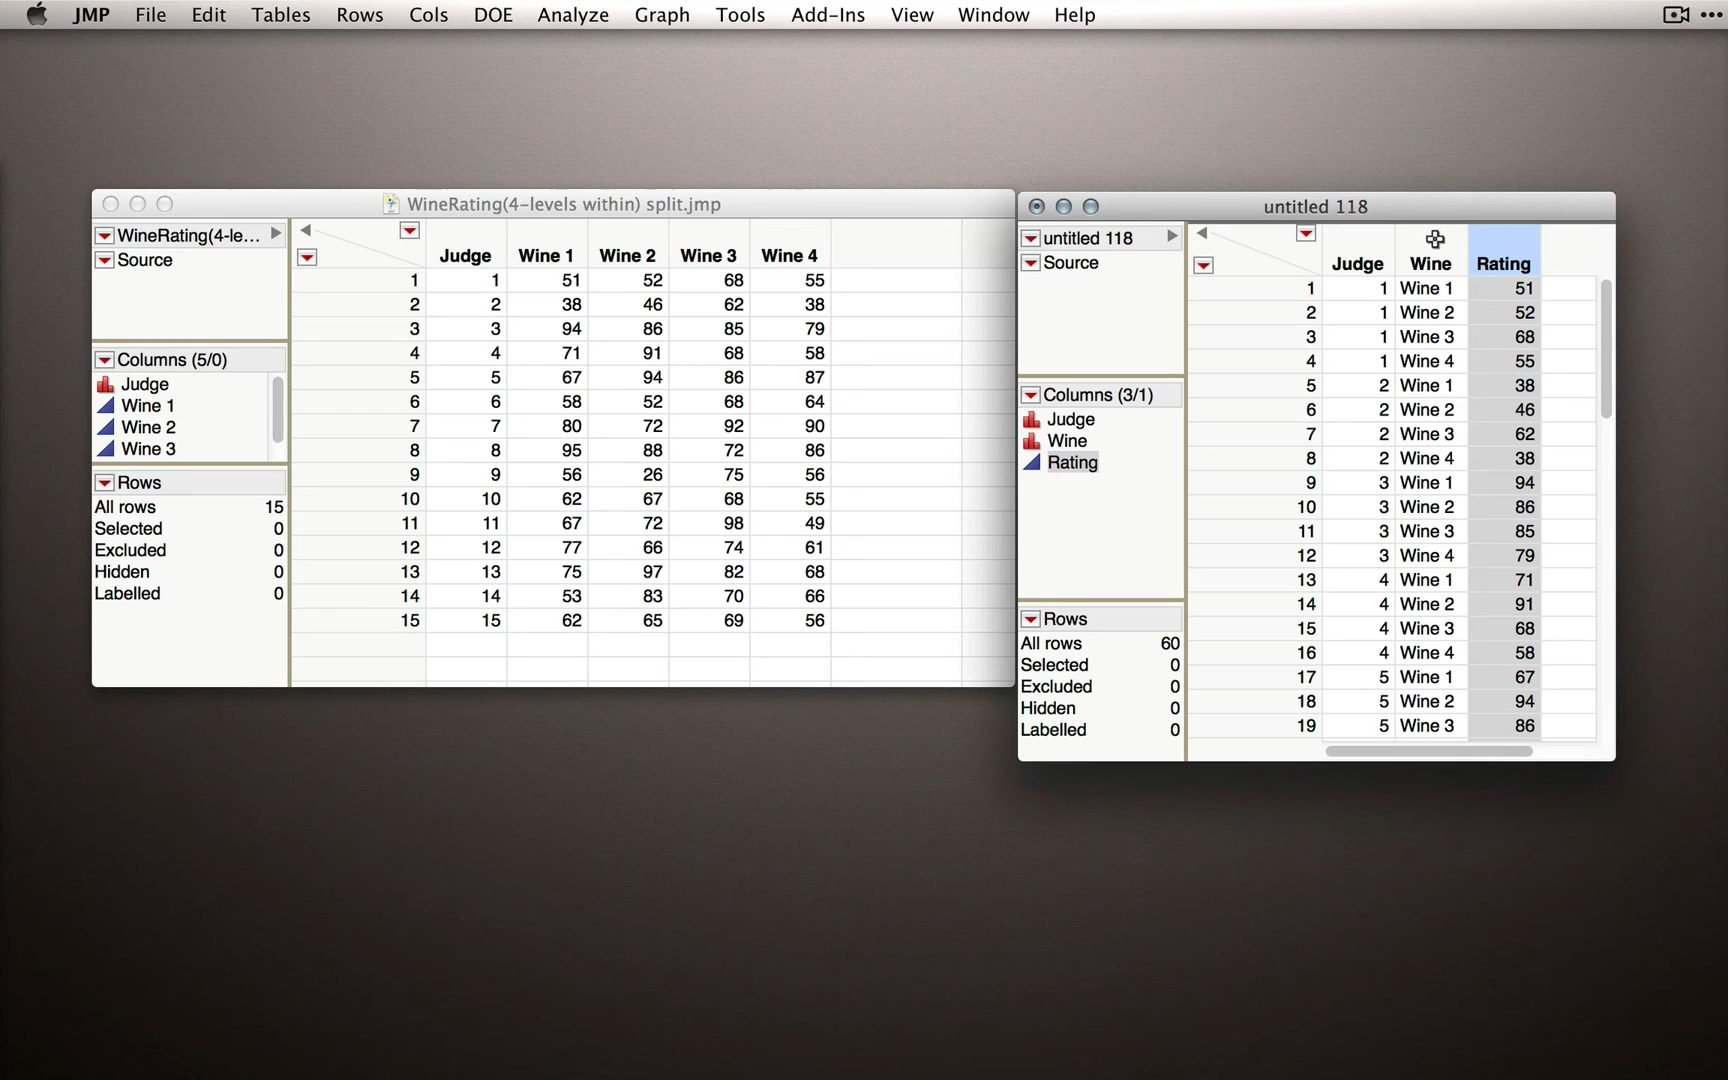 JMP File Edit Tables Rows Cols DOE Analyze Graph Tools Add-Ins View Window Help
WineRating(4-levels within) split.jmp
WineRating(4-le...
Source
Columns (5/0)
Judge
Wine 1
Wine 2
Wine 3
Rows
All rows 15
Selected 0
Excluded 0
Hidden 0
Labelled 0
Judge Wine 1 Wine 2 Wine 3 Wine 4
1 1 51 52 68 55
2 2 38 46 62 38
3 3 94 86 85 79
4 4 71 91 68 58
5 5 67 94 86 87
6 6 58 52 68 64
7 7 80 72 92 90
8 8 95 88 72 86
9 9 56 26 75 56
10 10 62 67 68 55
11 11 67 72 98 49
12 12 77 66 74 61
13 13 75 97 82 68
14 14 53 83 70 66
15 15 62 65 69 56
untitled 118
untitled 118
Source
Columns (3/1)
Judge
Wine
Rating
Rows
All rows 60
Selected 0
Excluded 0
Hidden 0
Labelled 0
Judge Wine Rating
1 1 Wine 1 51
2 1 Wine 2 52
3 1 Wine 3 68
4 1 Wine 4 55
5 2 Wine 1 38
6 2 Wine 2 46
7 2 Wine 3 62
8 2 Wine 4 38
9 3 Wine 1 94
10 3 Wine 2 86
11 3 Wine 3 85
12 3 Wine 4 79
13 4 Wine 1 71
14 4 Wine 2 91
15 4 Wine 3 68
16 4 Wine 4 58
17 5 Wine 1 67
18 5 Wine 2 94
19 5 Wine 3 86